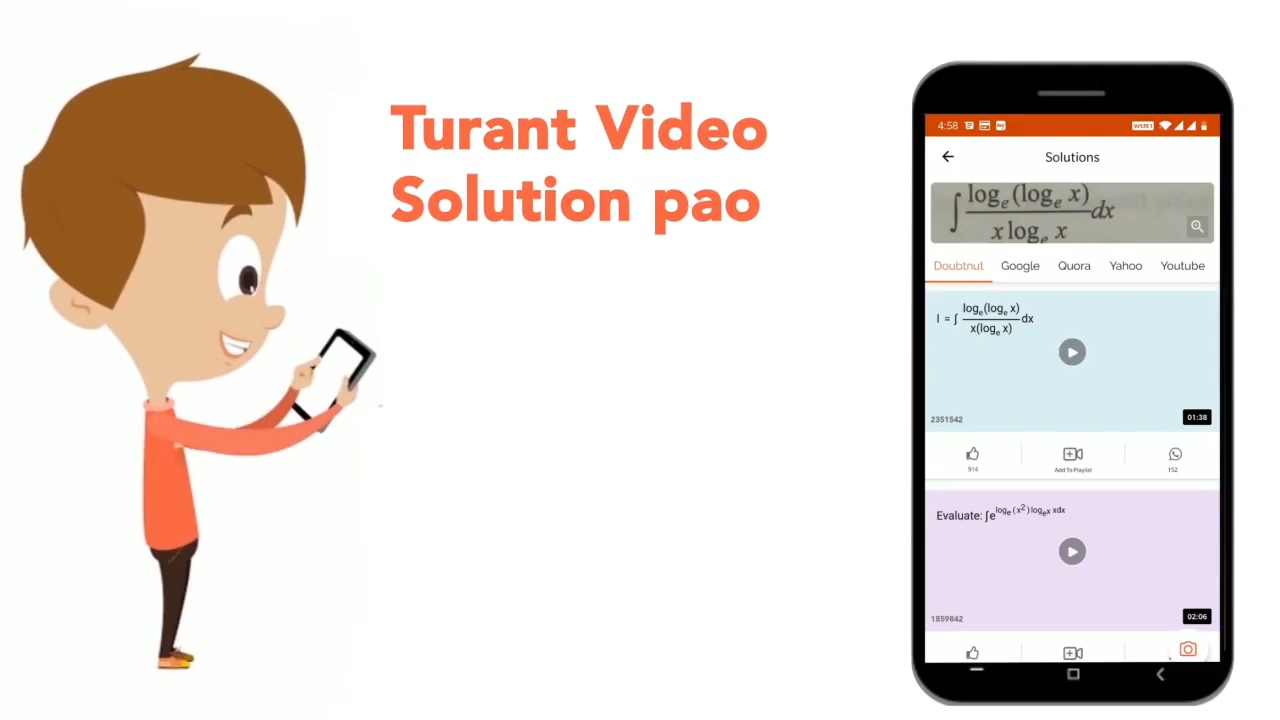 Turant Video
Solution pao
4:58
VoLTE1
Solutions
∫ logₑ(logₑ x) / x logₑ x dx
Doubtnut Google Quora Yahoo Youtube
I = ∫ logₑ(logₑ x) / x(logₑ x) dx
2351542 01:38
914 Add To Playlist 152
Evaluate: ∫e^logₑ(x²)logₑx xdx
1859842 02:06